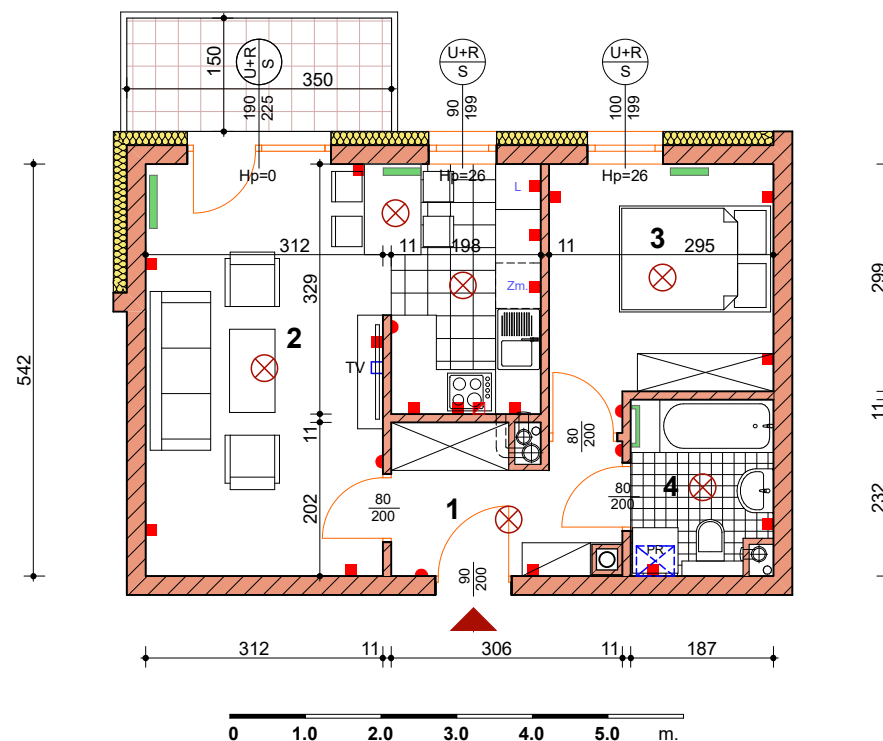 U+R
S
U+R
S
U+R
S
150
350
190
225
90
199
100
199
Hp=0
Hp=26
Hp=26
L
3
312
11
198
11
295
299
329
Zm.
2
542
TV
11
11
80
200
202
80
200
1
80
200
4
232
PR
90
200
312
11
306
11
187
0 1.0 2.0 3.0 4.0 5.0 m.